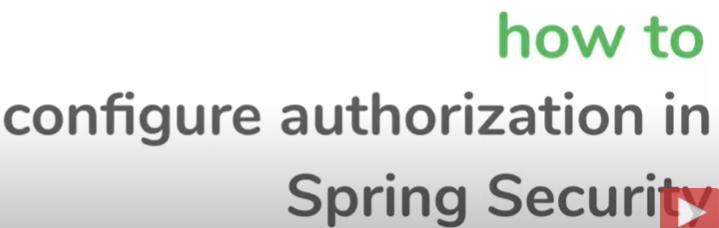 how to
configure authorization in
Spring Security